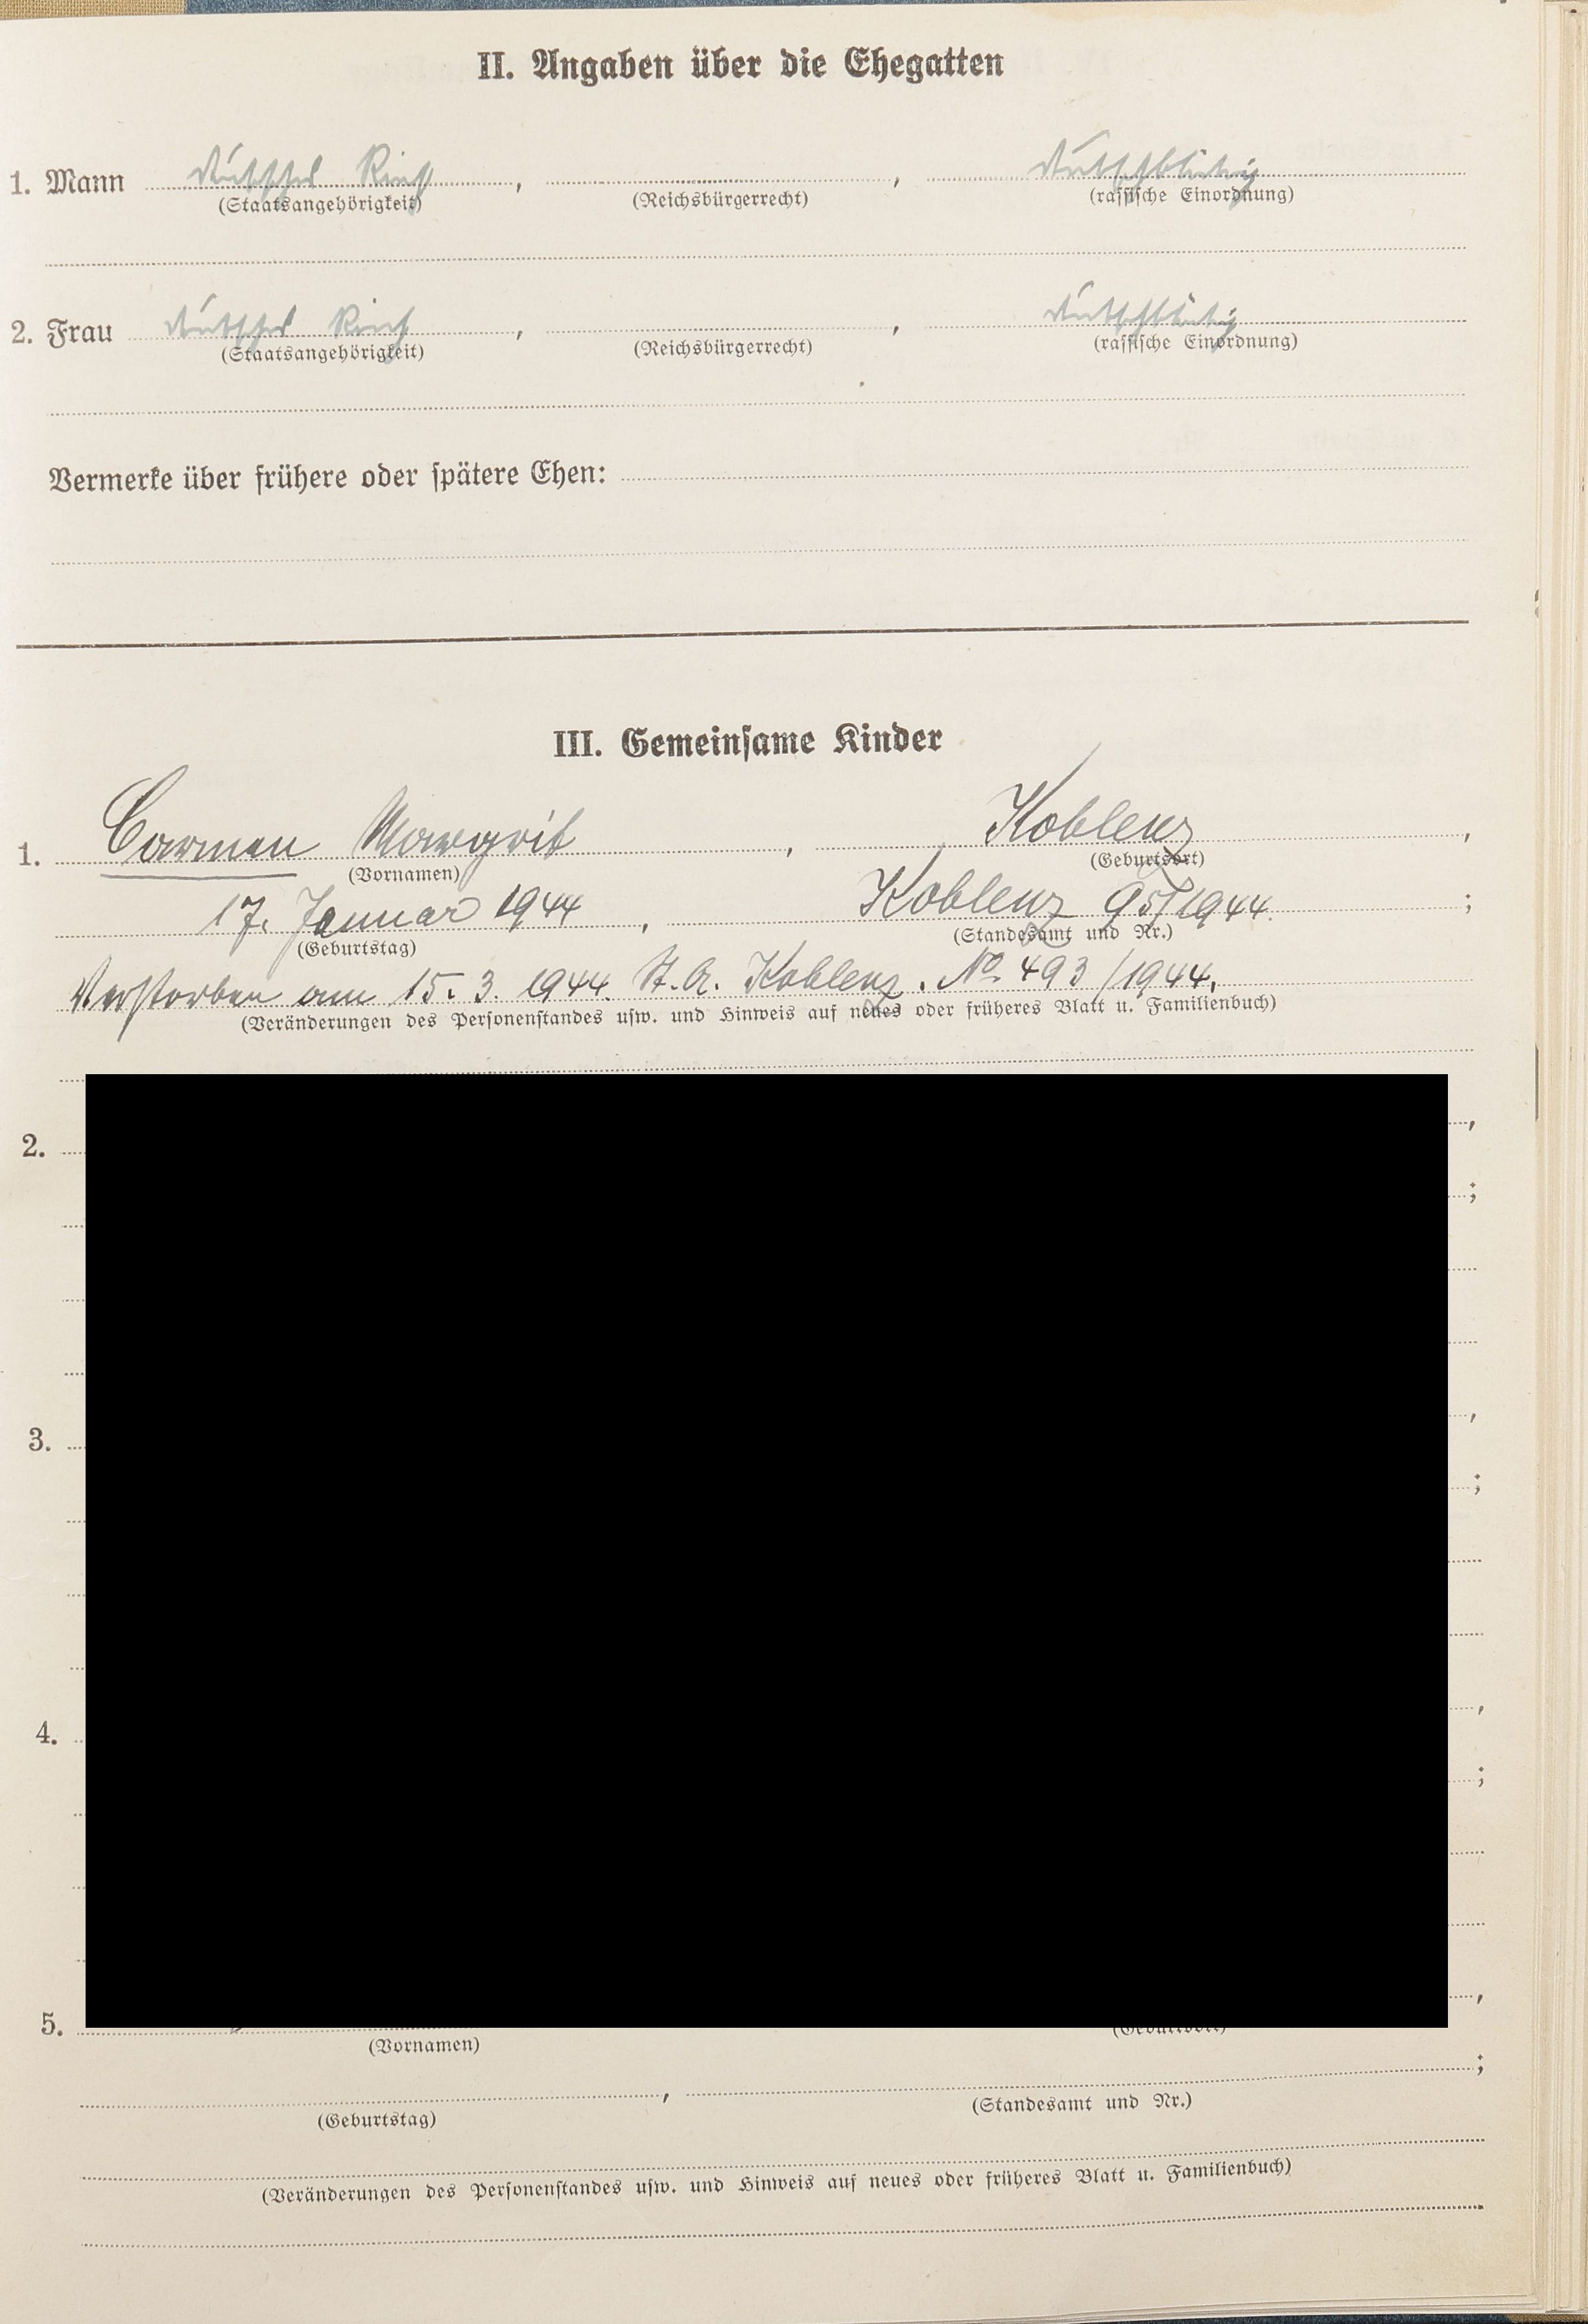 II. Angaben über die Ehegatten
1. Mann Deutsches Reich, , Deutschblütig
(Staatsangehörigkeit) (Reichsbürgerrecht) (rassische Einordnung)
2. Frau Deutsches Reich, , Deutschblütig
(Staatsangehörigkeit) (Reichsbürgerrecht) (rassische Einordnung)
Vermerke über frühere oder spätere Ehen:
III. Gemeinsame Kinder
1. Carmen Margrit, Koblenz,
(Vornamen) (Geburtsort)
17. Januar 1944, Koblenz 95/1944.;
(Geburtstag) (Standesamt und Nr.)
Verstorben am 15. 3. 1944. St. A. Koblenz. No. 493/1944.
(Veränderungen des Personenstandes usw. und Hinweis auf neues oder früheres Blatt u. Familienbuch)
2. ,
;
3. ,
;
4. ,
;
5. ,
(Vornamen) (Geburtsort)
, ;
(Geburtstag) (Standesamt und Nr.)
(Veränderungen des Personenstandes usw. und Hinweis auf neues oder früheres Blatt u. Familienbuch)